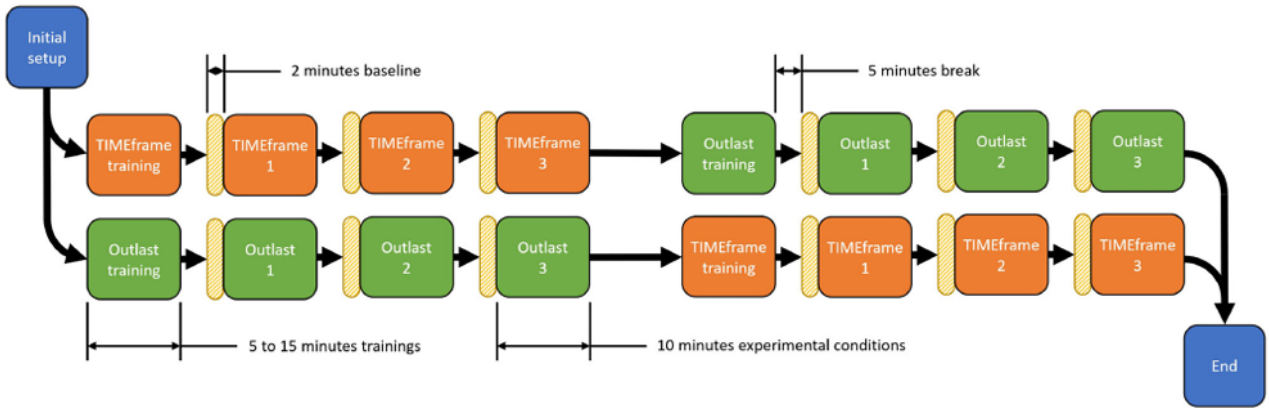 Initial
setup
2 minutes baseline
5 minutes break
TIMEframe
training
TIMEframe
1
TIMEframe
2
TIMEframe
3
Outlast
training
Outlast
1
Outlast
2
Outlast
3
Outlast
training
Outlast
1
Outlast
2
Outlast
3
TIMEframe
training
TIMEframe
1
TIMEframe
2
TIMEframe
3
5 to 15 minutes trainings
10 minutes experimental conditions
End